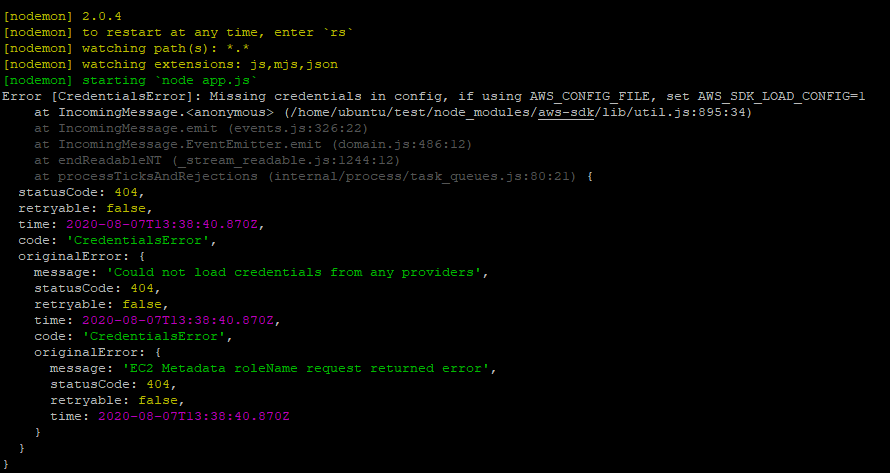 [nodemon] 2.0.4
[nodemon] to restart at any time, enter `rs`
[nodemon] watching path(s): *.*
[nodemon] watching extensions: js,mjs,json
[nodemon] starting `node app.js`
Error [CredentialsError]: Missing credentials in config, if using AWS_CONFIG_FILE, set AWS_SDK_LOAD_CONFIG=1
    at IncomingMessage.<anonymous> (/home/ubuntu/test/node_modules/aws-sdk/lib/util.js:895:34)
    at IncomingMessage.emit (events.js:326:22)
    at IncomingMessage.EventEmitter.emit (domain.js:486:12)
    at endReadableNT (_stream_readable.js:1244:12)
    at processTicksAndRejections (internal/process/task_queues.js:80:21) {
  statusCode: 404,
  retryable: false,
  time: 2020-08-07T13:38:40.870Z,
  code: 'CredentialsError',
  originalError: {
    message: 'Could not load credentials from any providers',
    statusCode: 404,
    retryable: false,
    time: 2020-08-07T13:38:40.870Z,
    code: 'CredentialsError',
    originalError: {
      message: 'EC2 Metadata roleName request returned error',
      statusCode: 404,
      retryable: false,
      time: 2020-08-07T13:38:40.870Z
    }
  }
}